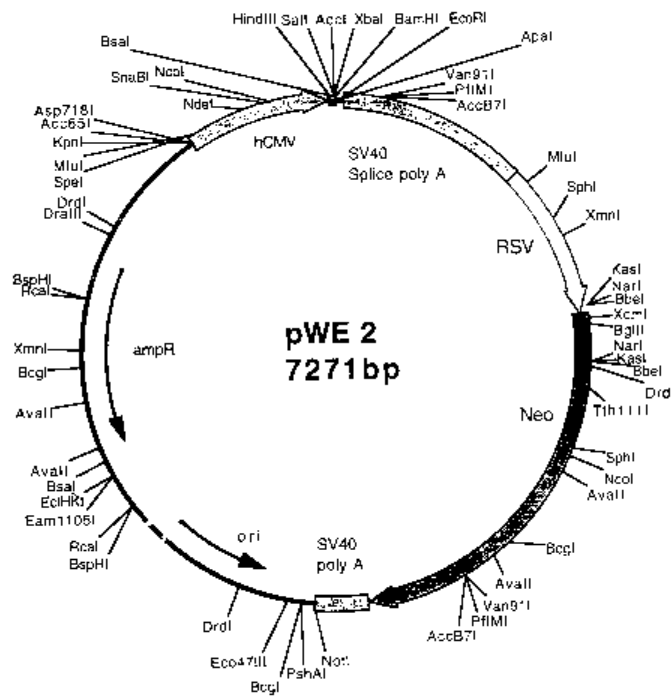 HindIII SalI AccI XbaI BamHI EcoRI
BsaI
ApaI
SnaBI
NcoI
NdeI
Van91I
PflMI
AccB7I
Asp718I
Acc65I
KpnI
MluI
SpeI
hCMV
SV40
Splice poly A
MluI
SphI
XmnI
RSV
DrdI
DraIII
BspHI
RcaI
XmnI
BcgI
AvaII
ampR
pWE 2
7271bp
KasI
NarI
BbeI
XcmI
BglII
NarI
KasI
BbeI
DrdI
Tth111I
Neo
SphI
NcoI
AvaII
AvaII
BsaI
Eam1105I
RcaI
BspHI
ori
SV40
poly A
BcgI
AvaII
Van91I
PflMI
AccB7I
DrdI
Eco47III
BcgI
PshAI
NotI